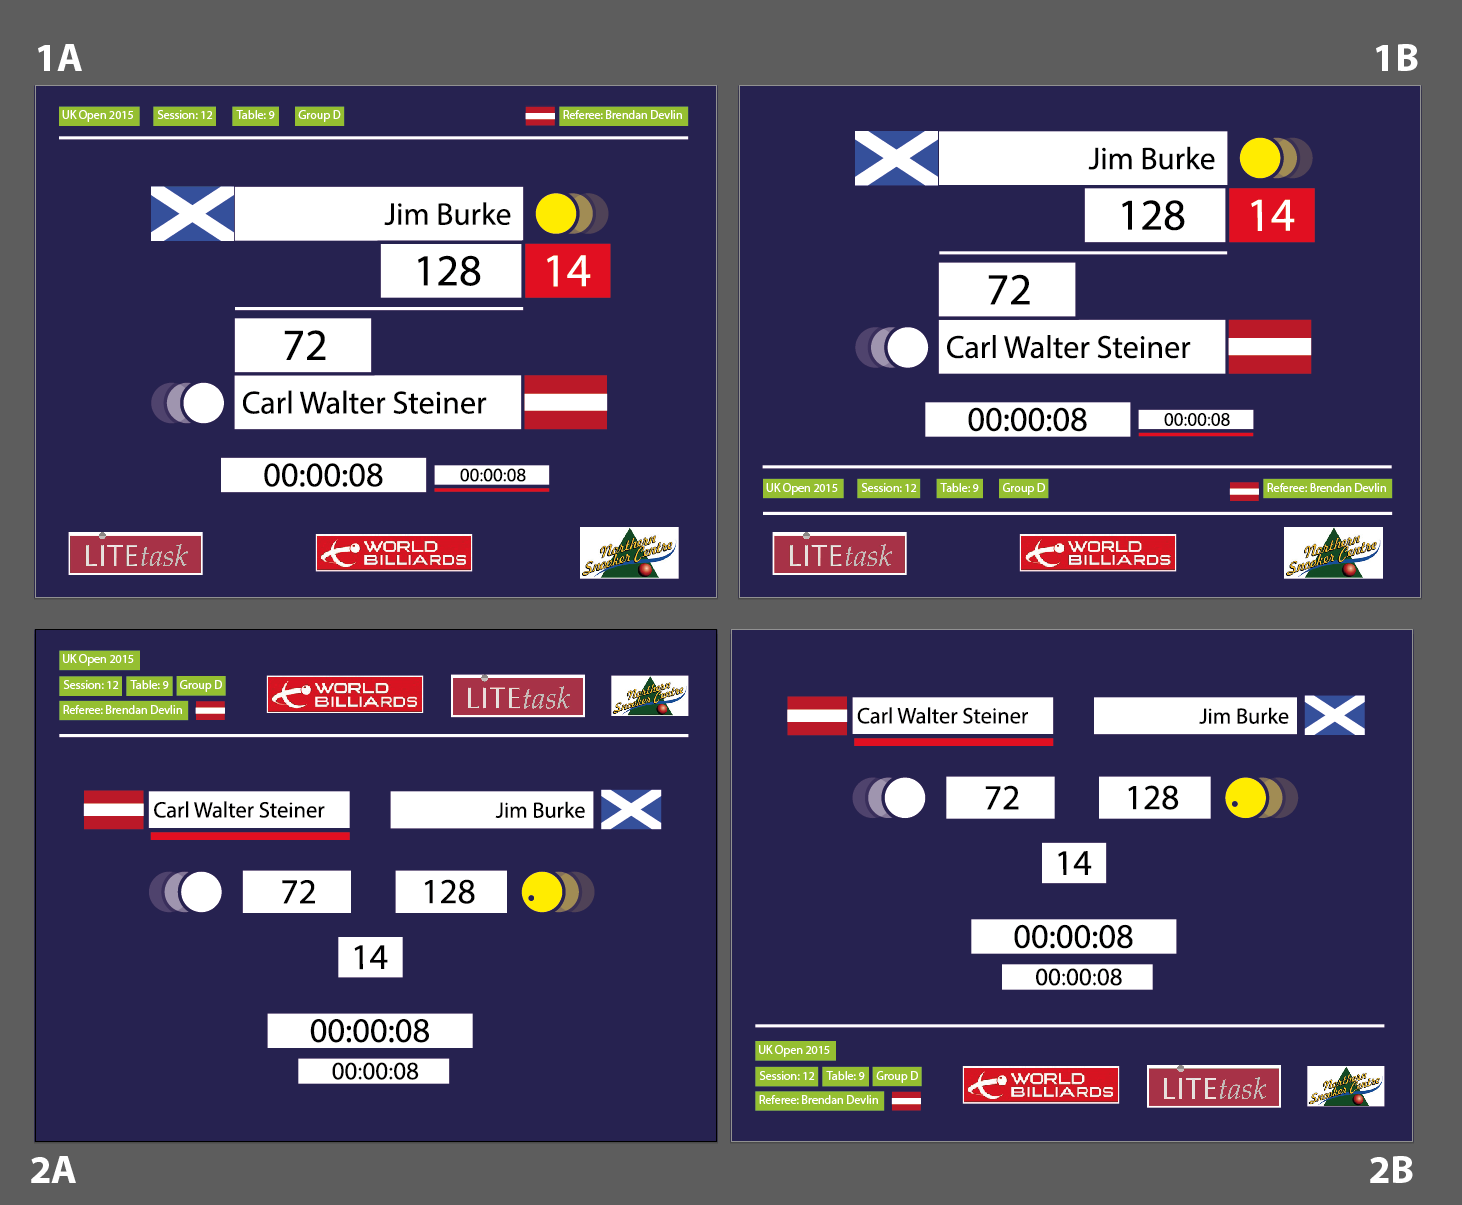 1A
1B
UK Open 2015 Session: 12 Table: 9 Group D Referee: Brendan Devlin
Jim Burke
128 14
72
Carl Walter Steiner
00:00:08 00:00:08
LITEtask WORLD BILLIARDS Northern Snooker Centre
Jim Burke
128 14
72
Carl Walter Steiner
00:00:08 00:00:08
UK Open 2015 Session: 12 Table: 9 Group D Referee: Brendan Devlin
LITEtask WORLD BILLIARDS Northern Snooker Centre
UK Open 2015
Session: 12 Table: 9 Group D
Referee: Brendan Devlin
WORLD BILLIARDS LITEtask Northern Snooker Centre
Carl Walter Steiner Jim Burke
72 128
14
00:00:08
00:00:08
Carl Walter Steiner Jim Burke
72 128
14
00:00:08
00:00:08
UK Open 2015
Session: 12 Table: 9 Group D
Referee: Brendan Devlin
WORLD BILLIARDS LITEtask Northern Snooker Centre
2A
2B